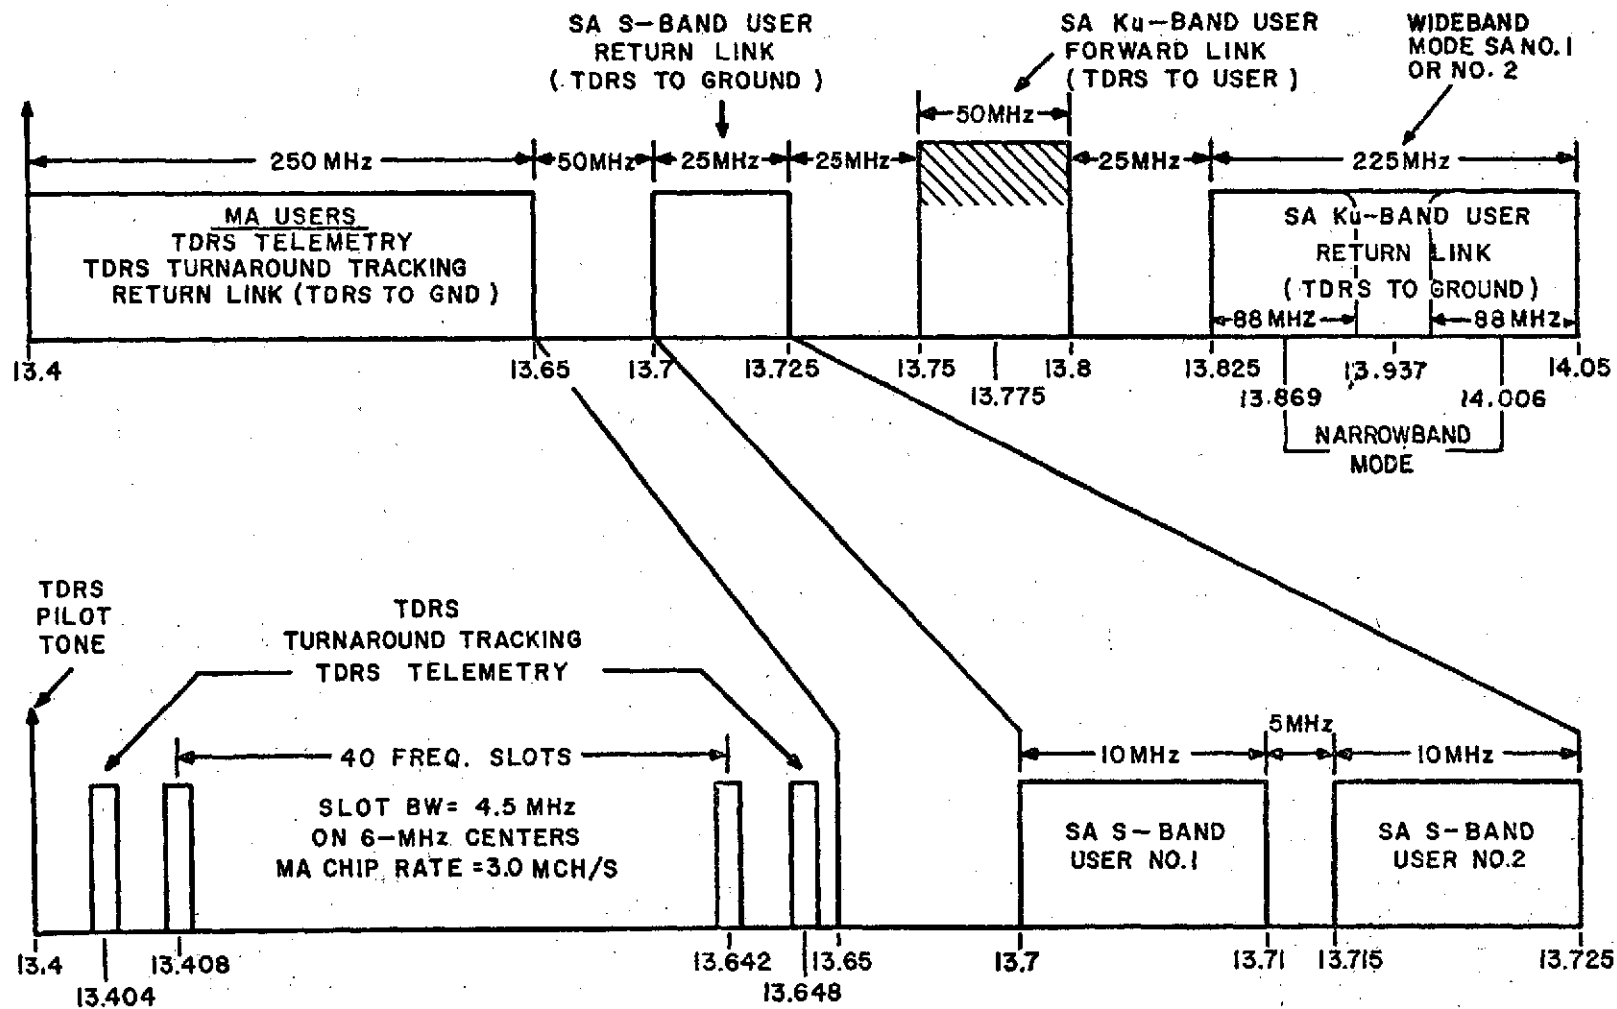 SA S-BAND USER
RETURN LINK
(TDRS TO GROUND)
SA Ku-BAND USER
FORWARD LINK
(TDRS TO USER)
WIDEBAND
MODE SA NO. 1
OR NO. 2
50MHz
250 MHz
50MHz
25MHz
25MHz
25MHz
225MHz
MA USERS
TDRS TELEMETRY
TDRS TURNAROUND TRACKING
RETURN LINK (TDRS TO GND)
SA Ku-BAND USER
RETURN LINK
(TDRS TO GROUND)
88 MHz
88 MHz
13.4
13.65
13.7
13.725
13.75
13.775
13.8
13.825
13.869
13.937
14.006
14.05
NARROWBAND
MODE
TDRS
PILOT
TONE
TDRS
TURNAROUND TRACKING
TDRS TELEMETRY
40 FREQ. SLOTS
SLOT BW= 4.5 MHz
ON 6-MHz CENTERS
MA CHIP RATE =3.0 MCH/S
10MHz
5MHz
10MHz
SA S-BAND
USER NO.1
SA S-BAND
USER NO.2
13.4
13.404
13.408
13.642
13.648
13.65
13.7
13.71
13.715
13.725